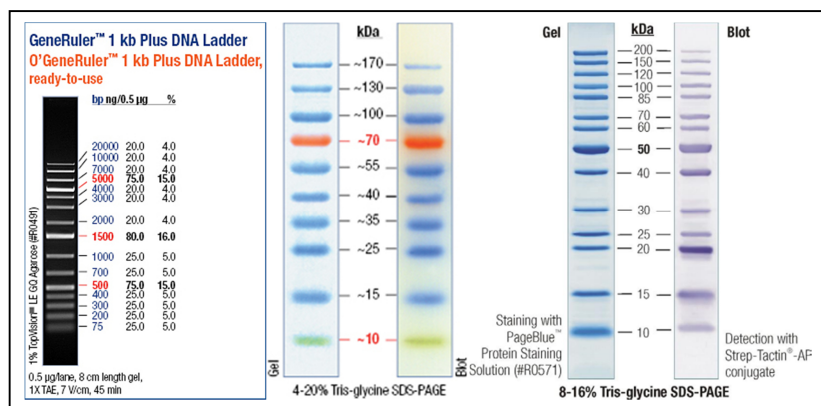 GeneRuler™ 1 kb Plus DNA Ladder
O'GeneRuler™ 1 kb Plus DNA Ladder,
ready-to-use
bp ng/0.5 µg %
20000 20.0 4.0
10000 20.0 4.0
7000 20.0 4.0
5000 75.0 15.0
4000 20.0 4.0
3000 20.0 4.0
2000 20.0 4.0
1500 80.0 16.0
1000 25.0 5.0
700 25.0 5.0
500 75.0 15.0
400 25.0 5.0
300 25.0 5.0
200 25.0 5.0
75 25.0 5.0
1% TopVision™ LE GQ Agarose (#R0491)
0.5 µg/lane, 8 cm length gel,
1X TAE, 7 V/cm, 45 min
kDa
~170
~130
~100
~70
~55
~40
~35
~25
~15
~10
Gel
Blot
4-20% Tris-glycine SDS-PAGE
Gel
kDa
Blot
200
150
120
100
85
70
60
50
40
30
25
20
15
10
Staining with
PageBlue™
Protein Staining
Solution (#R0571)
Detection with
Strep-Tactin®-AP
conjugate
8-16% Tris-glycine SDS-PAGE